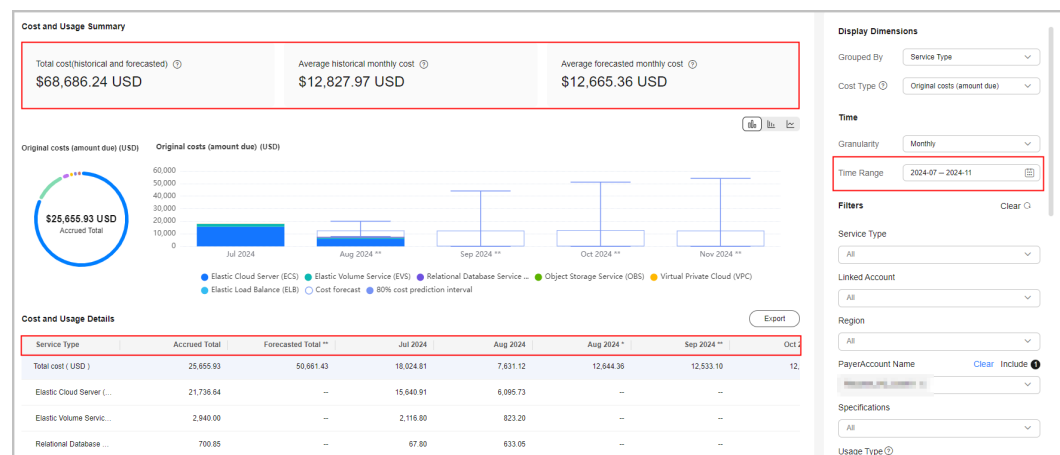 Cost and Usage Summary
Total cost(historical and forecasted) ?
$68,686.24 USD
Average historical monthly cost ?
$12,827.97 USD
Average forecasted monthly cost ?
$12,665.36 USD
Original costs (amount due) (USD)
$25,655.93 USD
Accrued Total
Original costs (amount due) (USD)
60,000
50,000
40,000
30,000
20,000
10,000
0
Jul 2024
Aug 2024 **
Sep 2024 **
Oct 2024 **
Nov 2024 **
Elastic Cloud Server (ECS)
Elastic Volume Service (EVS)
Relational Database Service ...
Object Storage Service (OBS)
Virtual Private Cloud (VPC)
Elastic Load Balance (ELB)
Cost forecast
80% cost prediction interval
Cost and Usage Details
Export
Service Type Accrued Total Forecasted Total ** Jul 2024 Aug 2024 Aug 2024 * Sep 2024 ** Oct 2
Total cost ( USD ) 25,655.93 50,661.43 18,024.81 7,631.12 12,644.36 12,533.10 12,
Elastic Cloud Server (... 21,736.64 -- 15,640.91 6,095.73 -- --
Elastic Volume Servic... 2,940.00 -- 2,116.80 823.20 -- --
Relational Database ... 700.85 -- 67.80 633.05 -- --
Display Dimensions
Grouped By Service Type
Cost Type ? Original costs (amount due)
Time
Granularity Monthly
Time Range 2024-07 – 2024-11
Filters Clear
Service Type
All
Linked Account
All
Region
All
PayerAccount Name Clear Include 1
Specifications
All
Usage Type ?